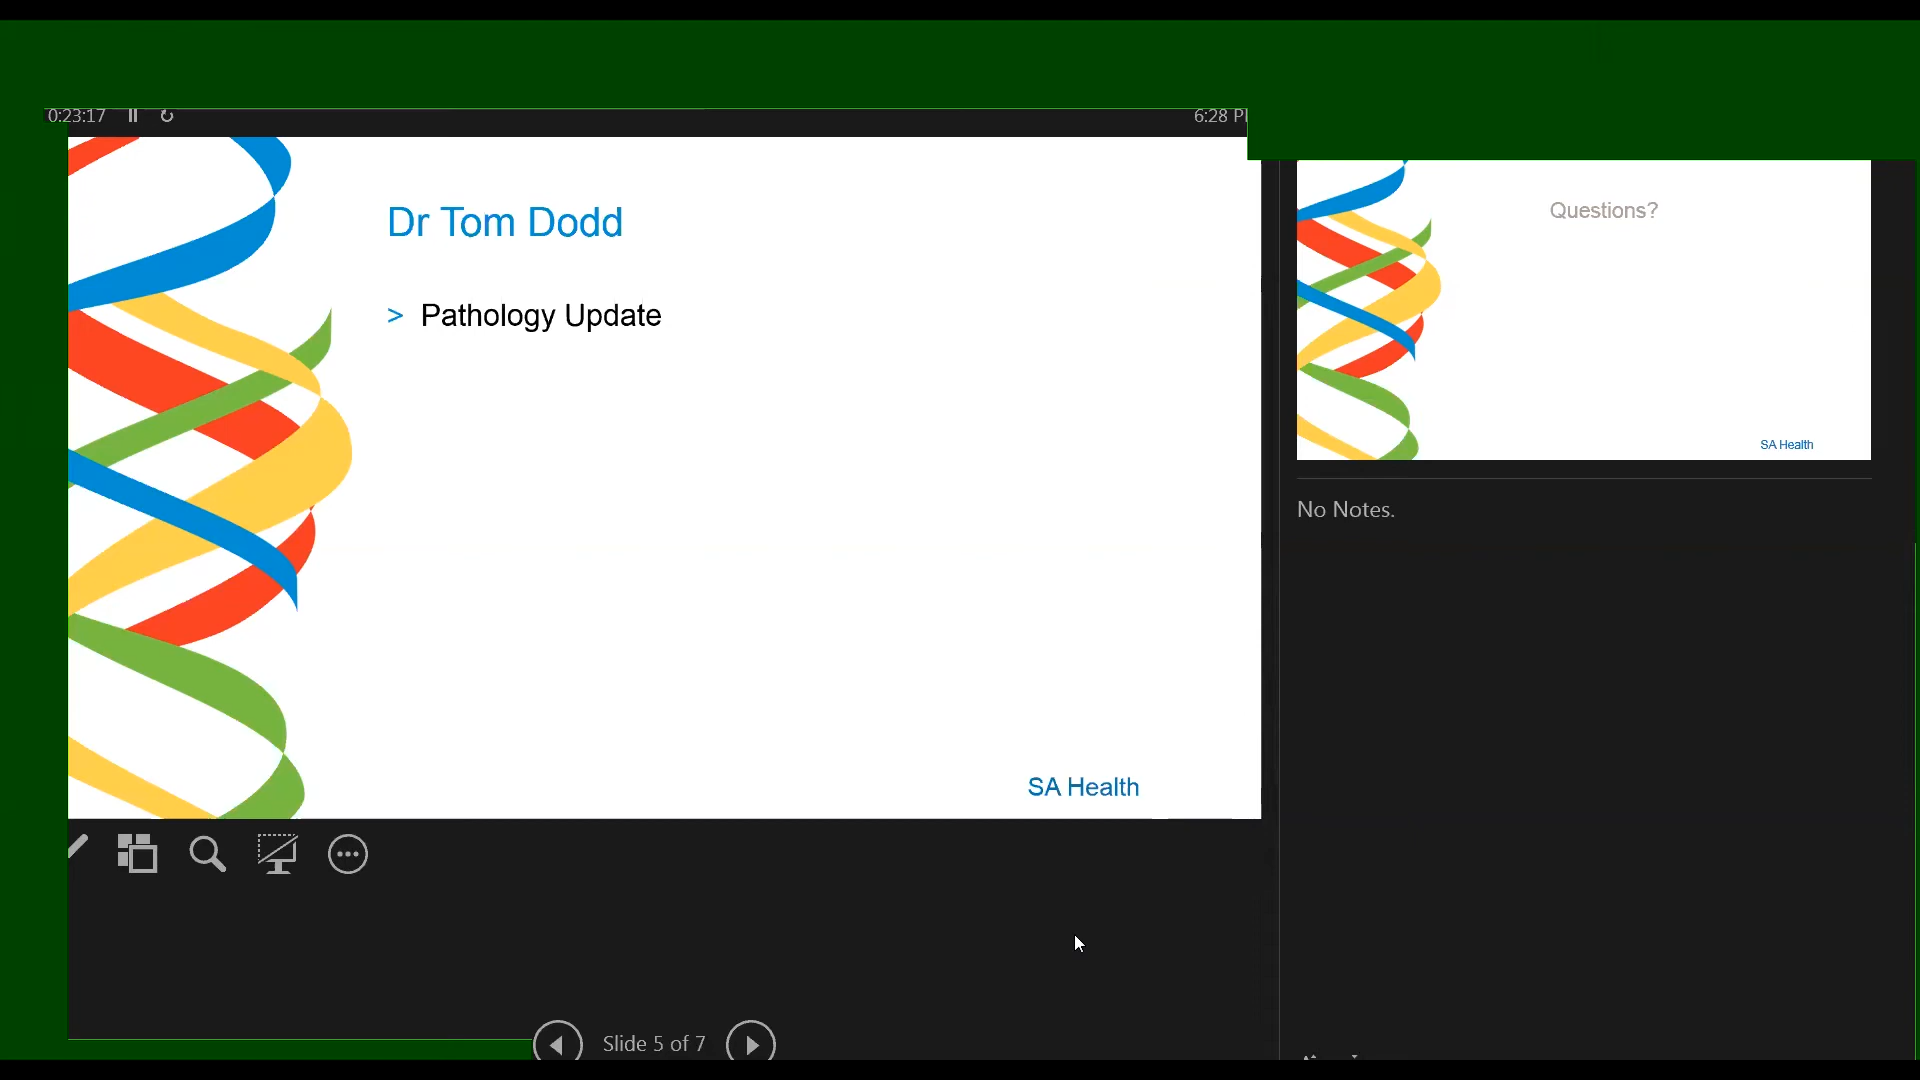 0:23:17
6:28
Dr Tom Dodd
> Pathology Update
SA Health
Slide 5 of 7
Questions?
SA Health
No Notes.